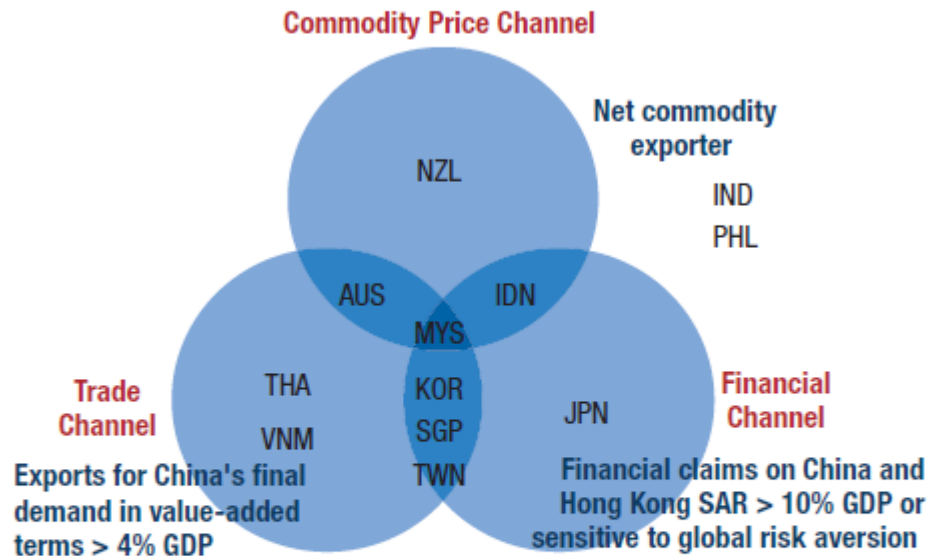 Commodity Price Channel
Net commodity
exporter
NZL
IND
PHL
AUS
IDN
MYS
Trade
Channel
THA
VNM
KOR
SGP
TWN
JPN
Financial
Channel
Exports for China's final
demand in value-added
terms > 4% GDP
Financial claims on China and
Hong Kong SAR > 10% GDP or
sensitive to global risk aversion